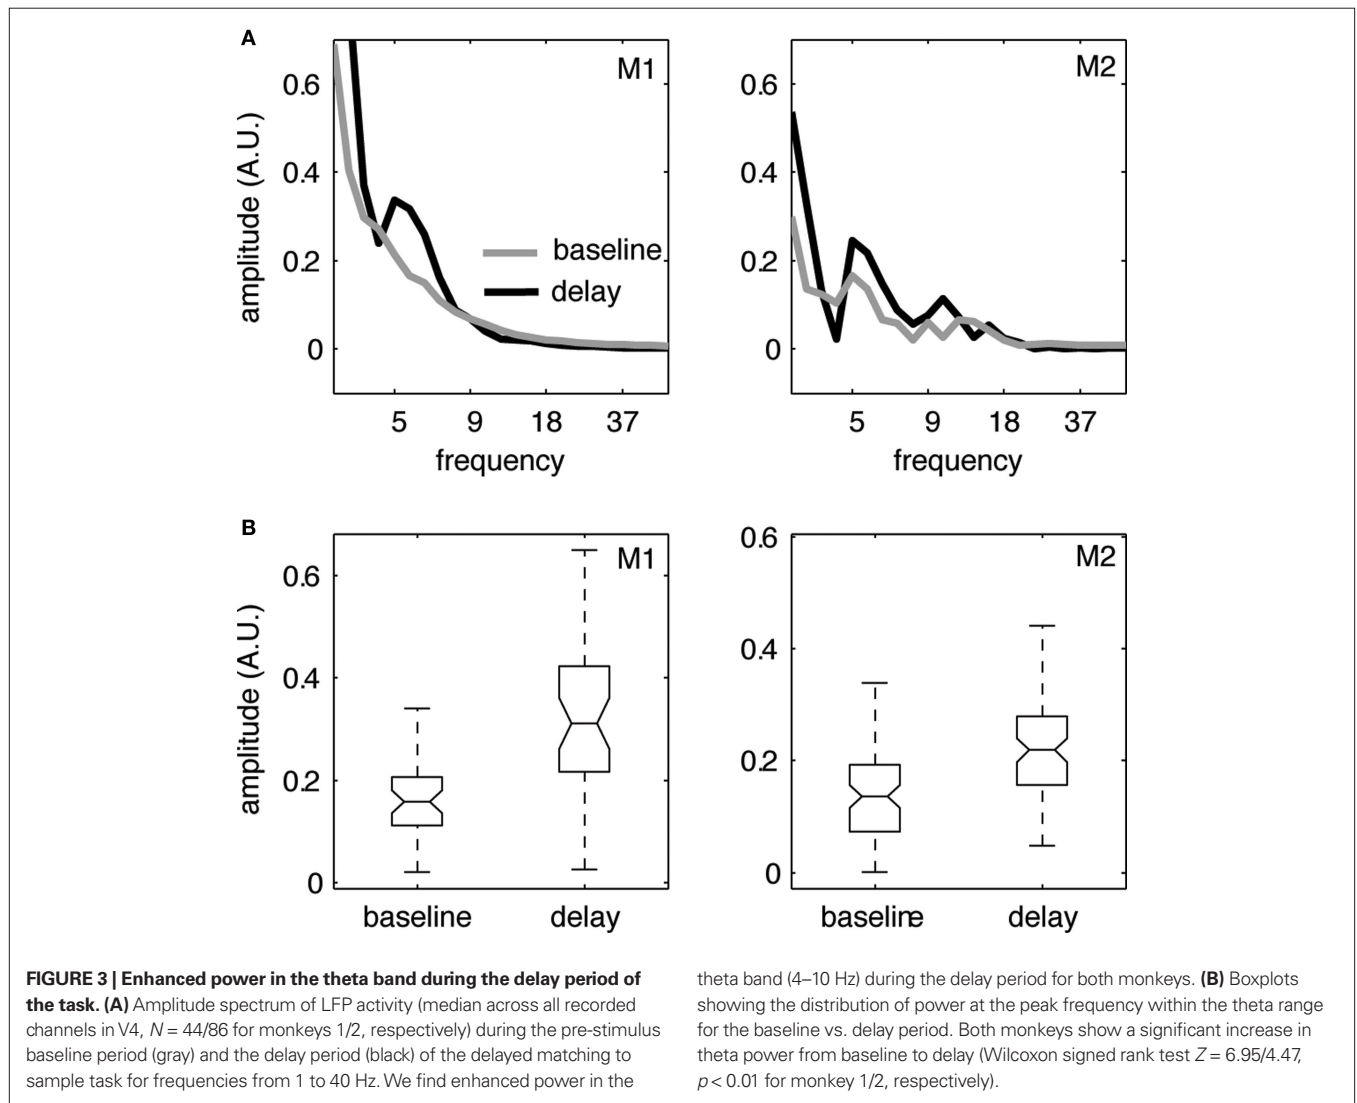 A
M1
0.6
0.4
0.2
0
amplitude (A.U.)
baseline
delay
5 9 18 37
frequency
M2
0.6
0.4
0.2
0
5 9 18 37
frequency
B
M1
0.6
0.4
0.2
0
amplitude (A.U.)
baseline delay
M2
0.6
0.4
0.2
0
baseline delay
FIGURE 3 | Enhanced power in the theta band during the delay period of
the task. (A) Amplitude spectrum of LFP activity (median across all recorded
channels in V4, N = 44/86 for monkeys 1/2, respectively) during the pre-stimulus
baseline period (gray) and the delay period (black) of the delayed matching to
sample task for frequencies from 1 to 40 Hz. We find enhanced power in the
theta band (4–10 Hz) during the delay period for both monkeys. (B) Boxplots
showing the distribution of power at the peak frequency within the theta range
for the baseline vs. delay period. Both monkeys show a significant increase in
theta power from baseline to delay (Wilcoxon signed rank test Z = 6.95/4.47,
p < 0.01 for monkey 1/2, respectively).